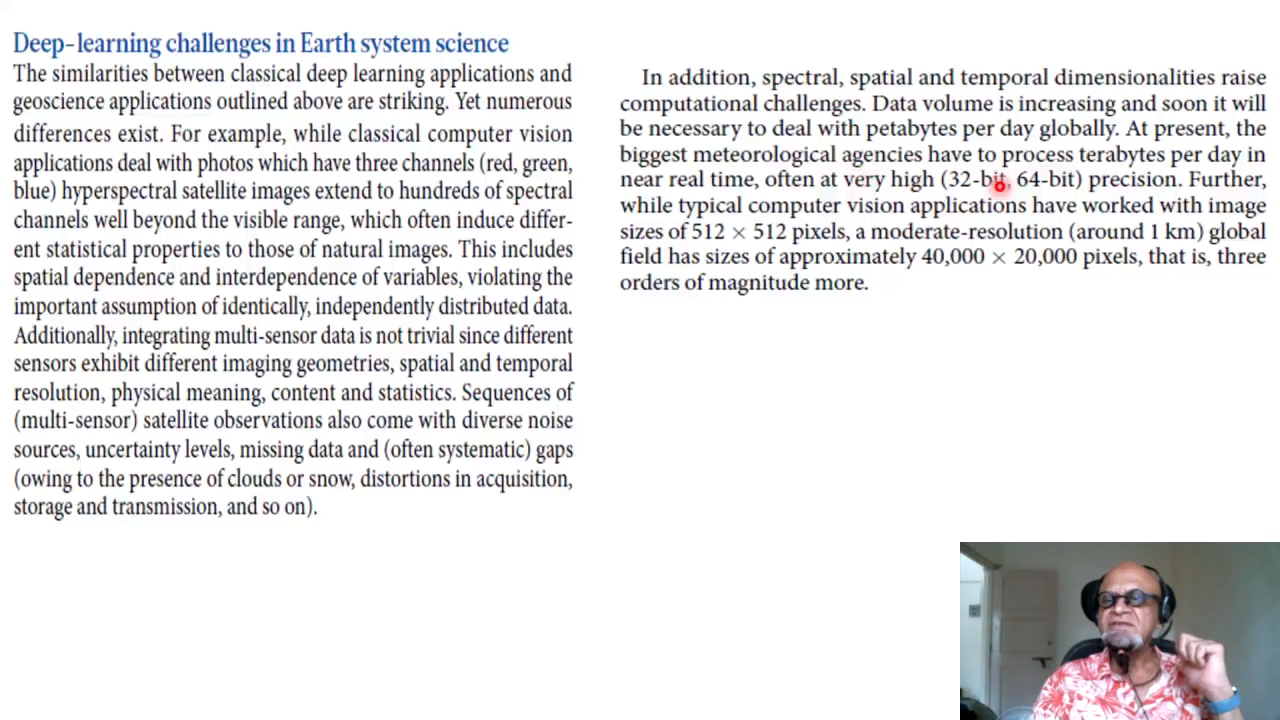 Deep-learning challenges in Earth system science
The similarities between classical deep learning applications and
geoscience applications outlined above are striking. Yet numerous
differences exist. For example, while classical computer vision
applications deal with photos which have three channels (red, green,
blue) hyperspectral satellite images extend to hundreds of spectral
channels well beyond the visible range, which often induce differ-
ent statistical properties to those of natural images. This includes
spatial dependence and interdependence of variables, violating the
important assumption of identically, independently distributed data.
Additionally, integrating multi-sensor data is not trivial since different
sensors exhibit different imaging geometries, spatial and temporal
resolution, physical meaning, content and statistics. Sequences of
(multi-sensor) satellite observations also come with diverse noise
sources, uncertainty levels, missing data and (often systematic) gaps
(owing to the presence of clouds or snow, distortions in acquisition,
storage and transmission, and so on).
In addition, spectral, spatial and temporal dimensionalities raise
computational challenges. Data volume is increasing and soon it will
be necessary to deal with petabytes per day globally. At present, the
biggest meteorological agencies have to process terabytes per day in
near real time, often at very high (32-bit, 64-bit) precision. Further,
while typical computer vision applications have worked with image
sizes of 512 × 512 pixels, a moderate-resolution (around 1 km) global
field has sizes of approximately 40,000 × 20,000 pixels, that is, three
orders of magnitude more.